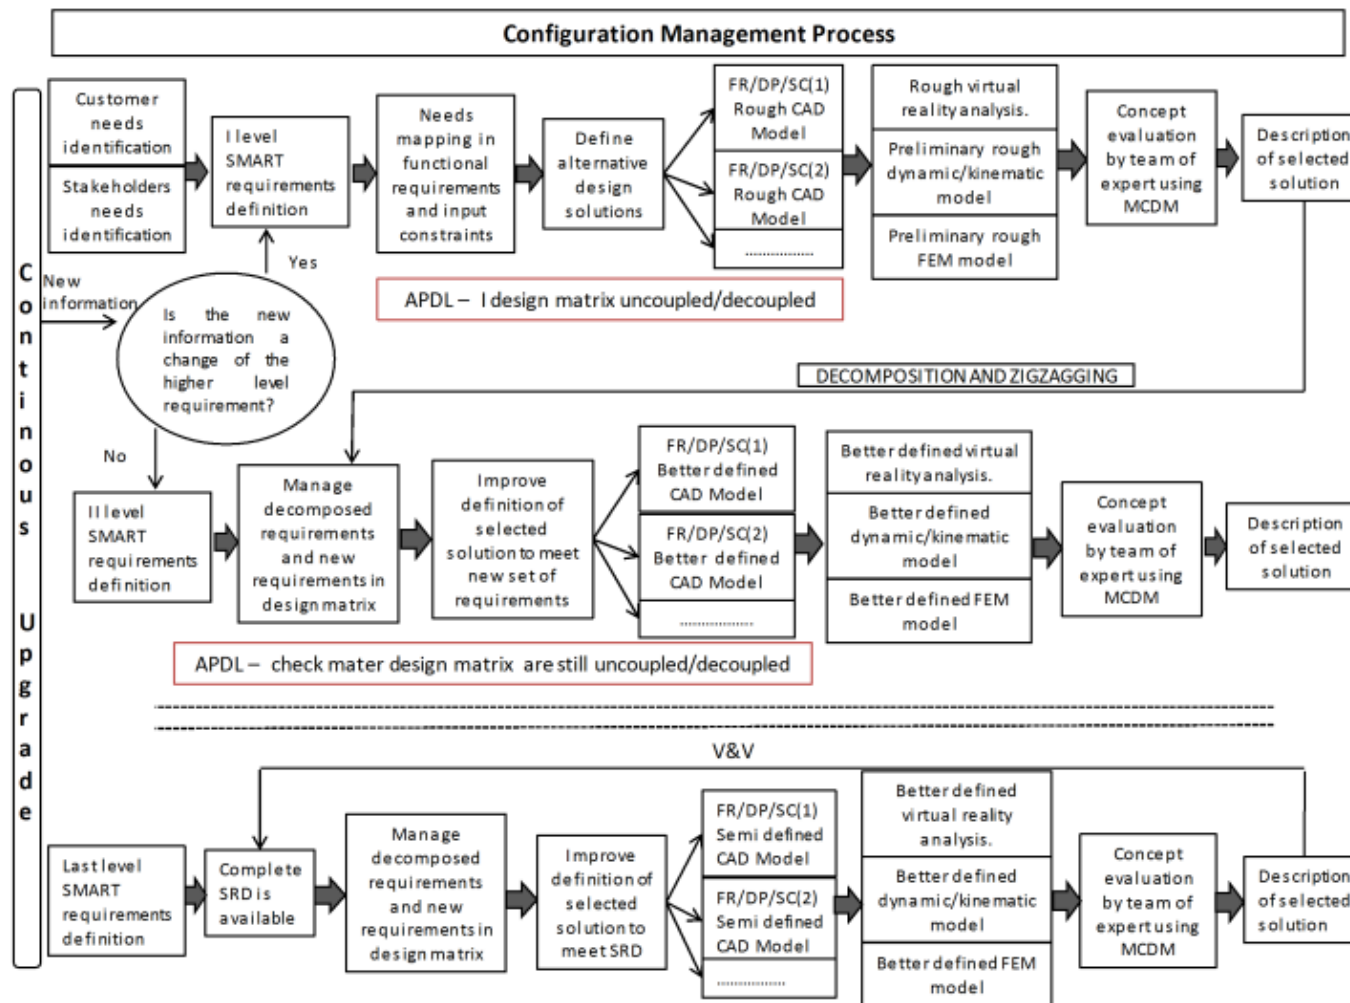 Configuration Management Process
Continous Upgrade
Customer
needs
identification
Stakeholders
needs
identification
I level
SMART
requirements
definition
Needs
mapping in
functional
requirements
and input
constraints
Define
alternative
design
solutions
FR/DP/SC(1)
Rough CAD
Model
FR/DP/SC(2)
Rough CAD
Model
..................
Rough virtual
reality analysis.
Preliminary rough
dynamic/kinematic
model
Preliminary rough
FEM model
Concept
evaluation
by team of
expert using
MCDM
Description
of selected
solution
New
information
Yes
Is the new
information a
change of the
higher level
requirement?
No
APDL – I design matrix uncoupled/decoupled
DECOMPOSITION AND ZIGZAGGING
II level
SMART
requirements
definition
Manage
decomposed
requirements
and new
requirements in
design matrix
Improve
definition of
selected
solution to meet
new set of
requirements
FR/DP/SC(1)
Better defined
CAD Model
FR/DP/SC(2)
Better defined
CAD Model
...................
Better defined virtual
reality analysis.
Better defined
dynamic/kinematic
model
Better defined FEM
model
Concept
evaluation
by team of
expert using
MCDM
Description
of selected
solution
APDL – check mater design matrix are still uncoupled/decoupled
V&V
Last level
SMART
requirements
definition
Complete
SRD is
available
Manage
decomposed
requirements
and new
requirements in
design matrix
Improve
definition of
selected
solution to
meet SRD
FR/DP/SC(1)
Semi defined
CAD Model
FR/DP/SC(2)
Semi defined
CAD Model
...................
Better defined
virtual reality
analysis.
Better defined
dynamic/kinematic
model
Better defined FEM
model
Concept
evaluation
by team of
expert using
MCDM
Description
of selected
solution